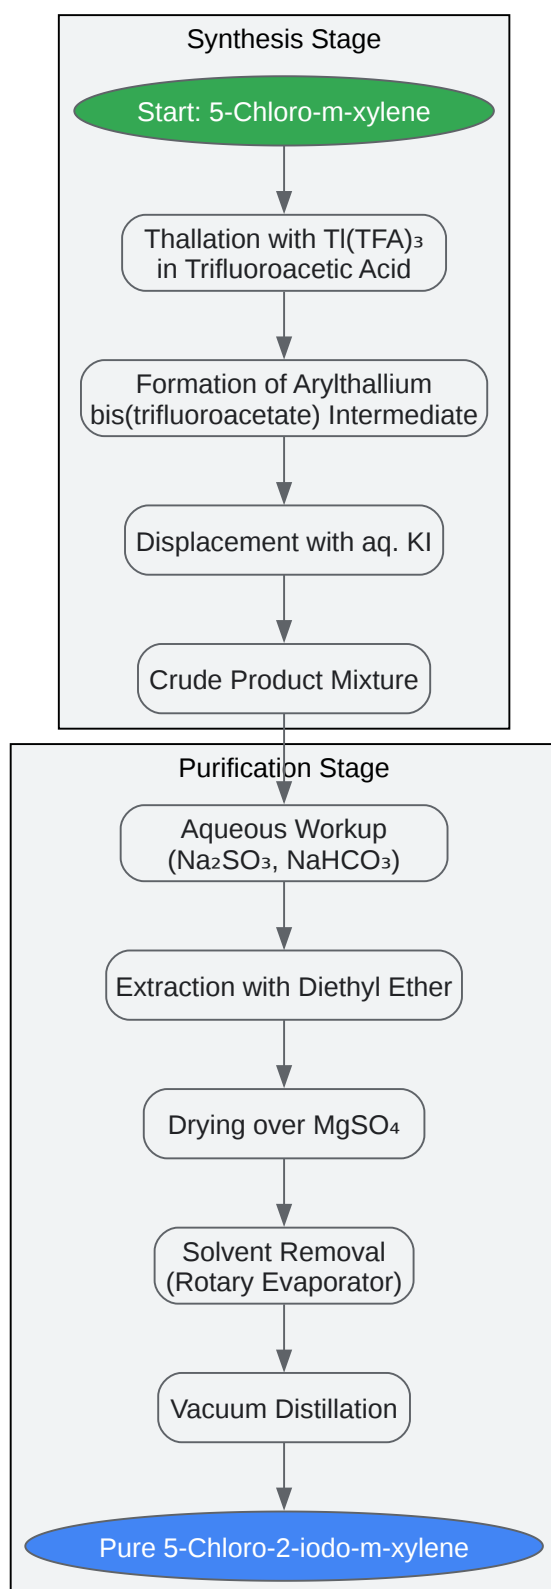 Synthesis Stage
Start: 5-Chloro-m-xylene
Thallation with Tl(TFA)₃
in Trifluoroacetic Acid
Formation of Arylthallium
bis(trifluoroacetate) Intermediate
Displacement with aq. KI
Crude Product Mixture
Purification Stage
Aqueous Workup
(Na₂SO₃, NaHCO₃)
Extraction with Diethyl Ether
Drying over MgSO₄
Solvent Removal
(Rotary Evaporator)
Vacuum Distillation
Pure 5-Chloro-2-iodo-m-xylene